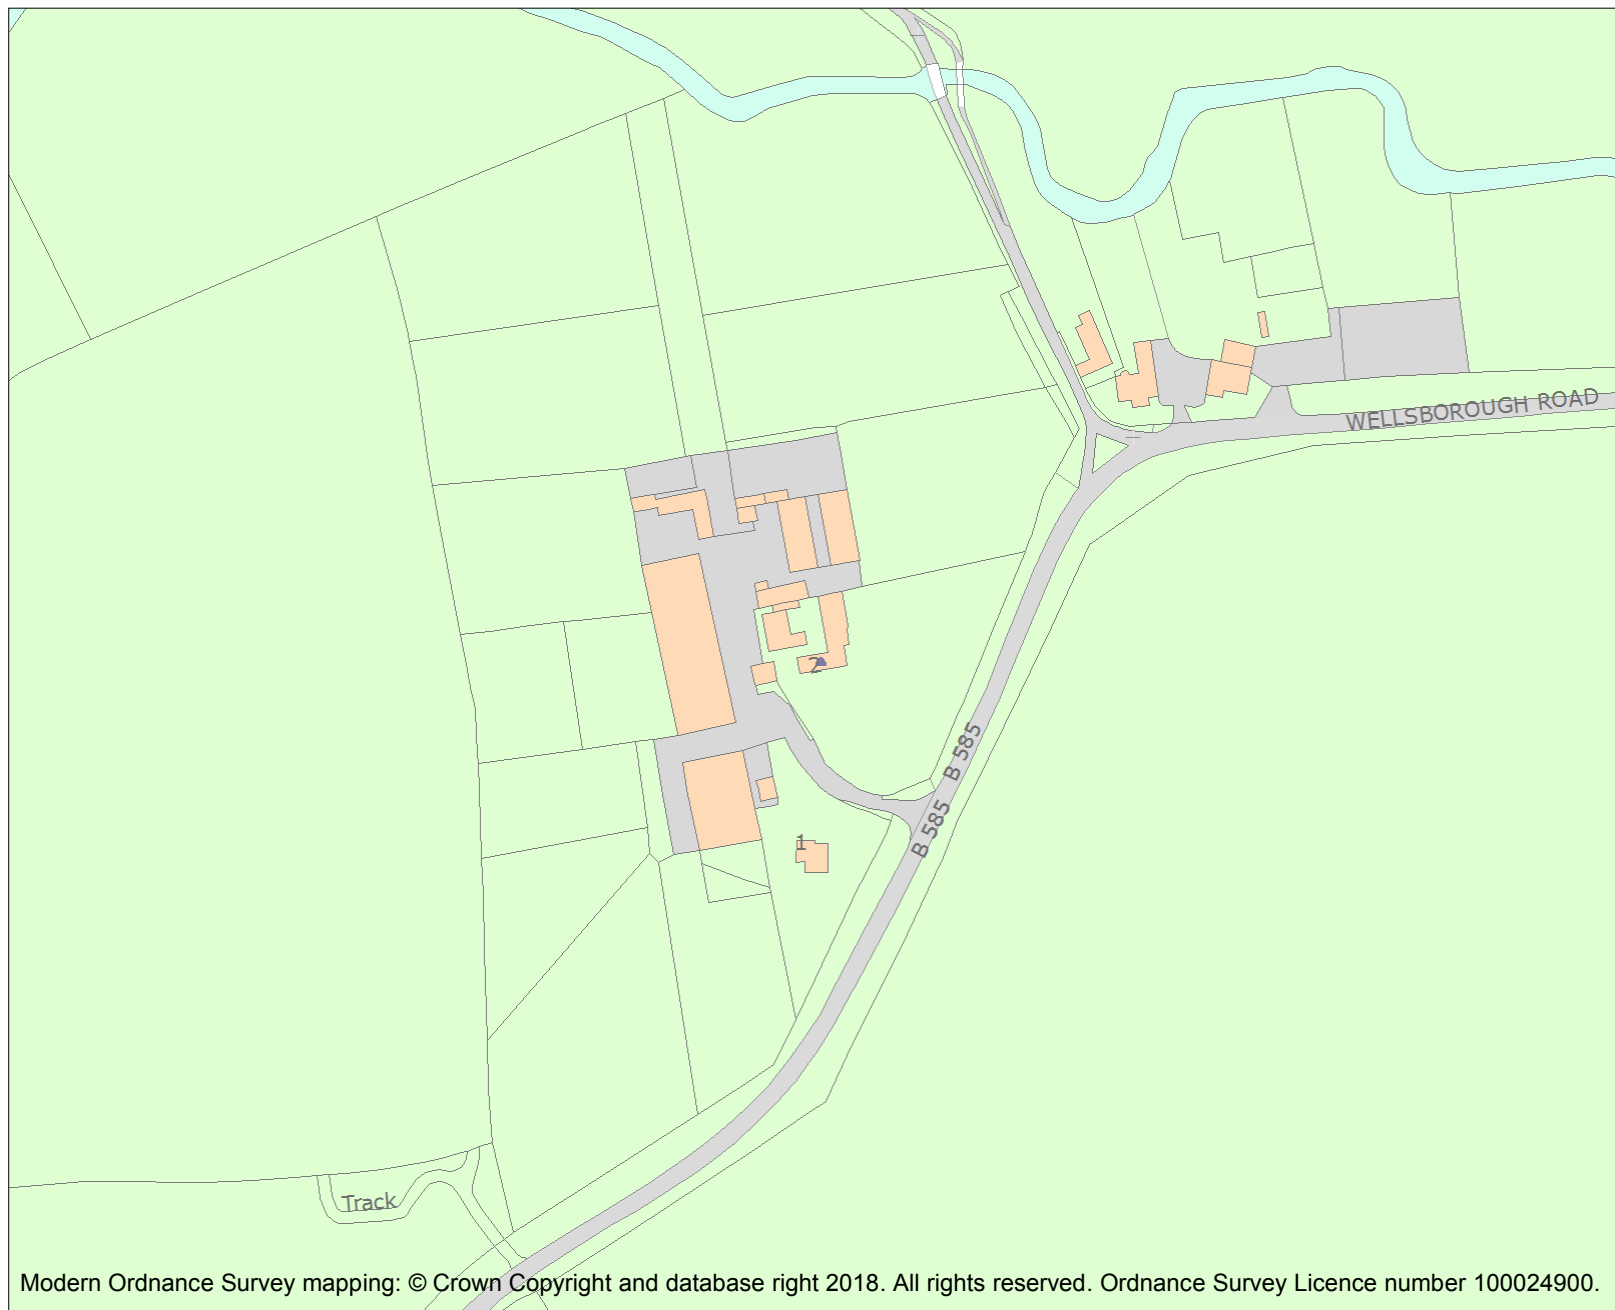 WELLSBOROUGH ROAD
2
B 585
B 585
1
Track
Modern Ordnance Survey mapping: © Crown Copyright and database right 2018. All rights reserved. Ordnance Survey Licence number 100024900.